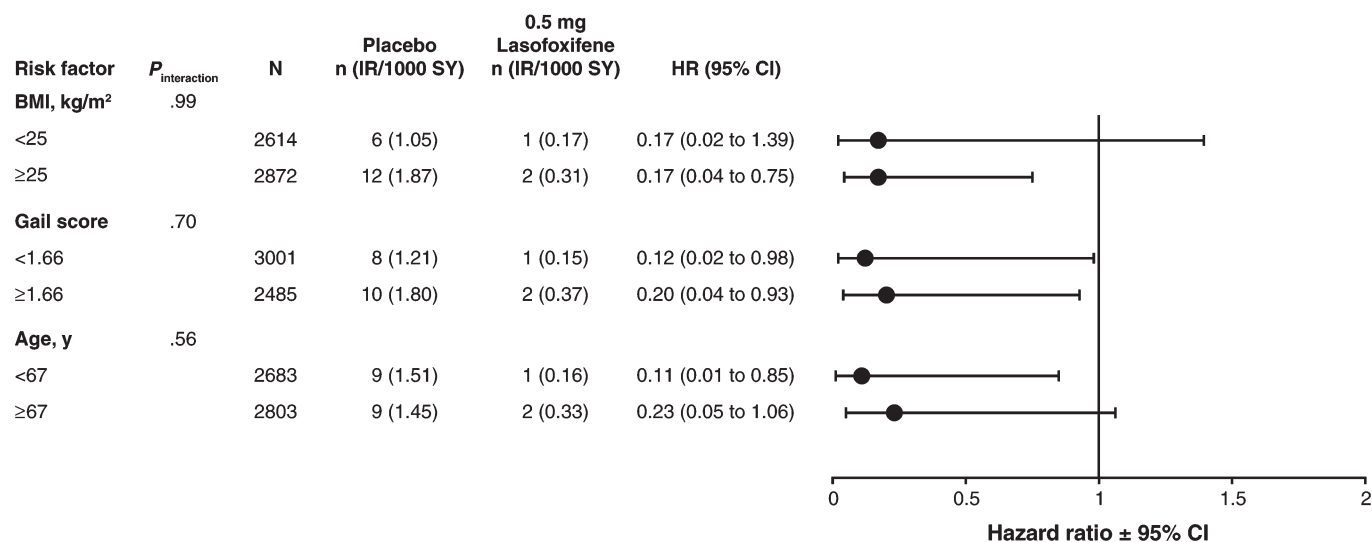 0.5 mg
Placebo Lasofoxifene
Risk factor P interaction N n (IR/1000 SY) n (IR/1000 SY) HR (95% CI)
BMI, kg/m² .99
<25 2614 6 (1.05) 1 (0.17) 0.17 (0.02 to 1.39)
≥25 2872 12 (1.87) 2 (0.31) 0.17 (0.04 to 0.75)
Gail score .70
<1.66 3001 8 (1.21) 1 (0.15) 0.12 (0.02 to 0.98)
≥1.66 2485 10 (1.80) 2 (0.37) 0.20 (0.04 to 0.93)
Age, y .56
<67 2683 9 (1.51) 1 (0.16) 0.11 (0.01 to 0.85)
≥67 2803 9 (1.45) 2 (0.33) 0.23 (0.05 to 1.06)
0 0.5 1 1.5 2
Hazard ratio ± 95% CI